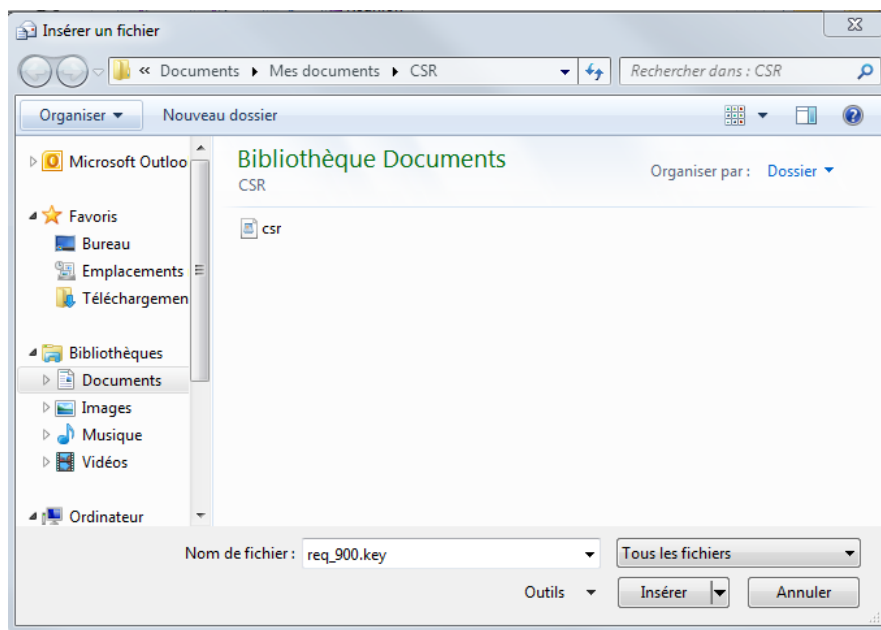 Insérer un fichier
« Documents ▸ Mes documents ▸ CSR
Rechercher dans : CSR
Organiser
Nouveau dossier
Microsoft Outloo
Favoris
Bureau
Emplacements
Téléchargemen
Bibliothèques
Documents
Images
Musique
Vidéos
Ordinateur
Bibliothèque Documents
CSR
Organiser par : Dossier
csr
Nom de fichier : req_900.key
Tous les fichiers
Outils
Insérer
Annuler